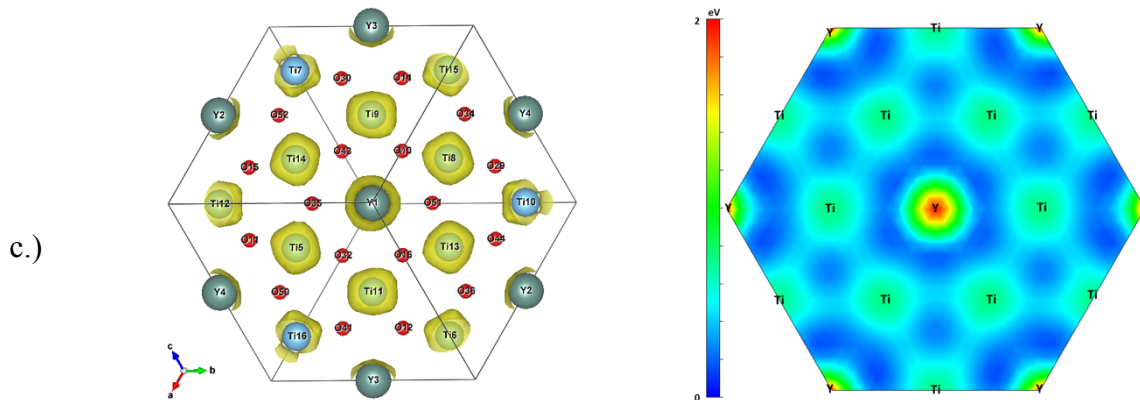 c.)
Y3
Ti7
O30
O14
Ti15
Y2
O52
Ti9
O34
Y4
Ti14
O43
O10
Ti8
O15
O29
Ti12
O35
Y1
O51
Ti10
O11
Ti5
O32
O16
Ti13
O44
Y4
O50
Ti11
O36
Y2
Ti16
O41
O12
Ti6
Y3
c
b
a
eV
2
0
Y
Ti
Y
Ti
Ti
Ti
Ti
Y
Ti
Y
Ti
Ti
Ti
Ti
Ti
Y
Ti
Y